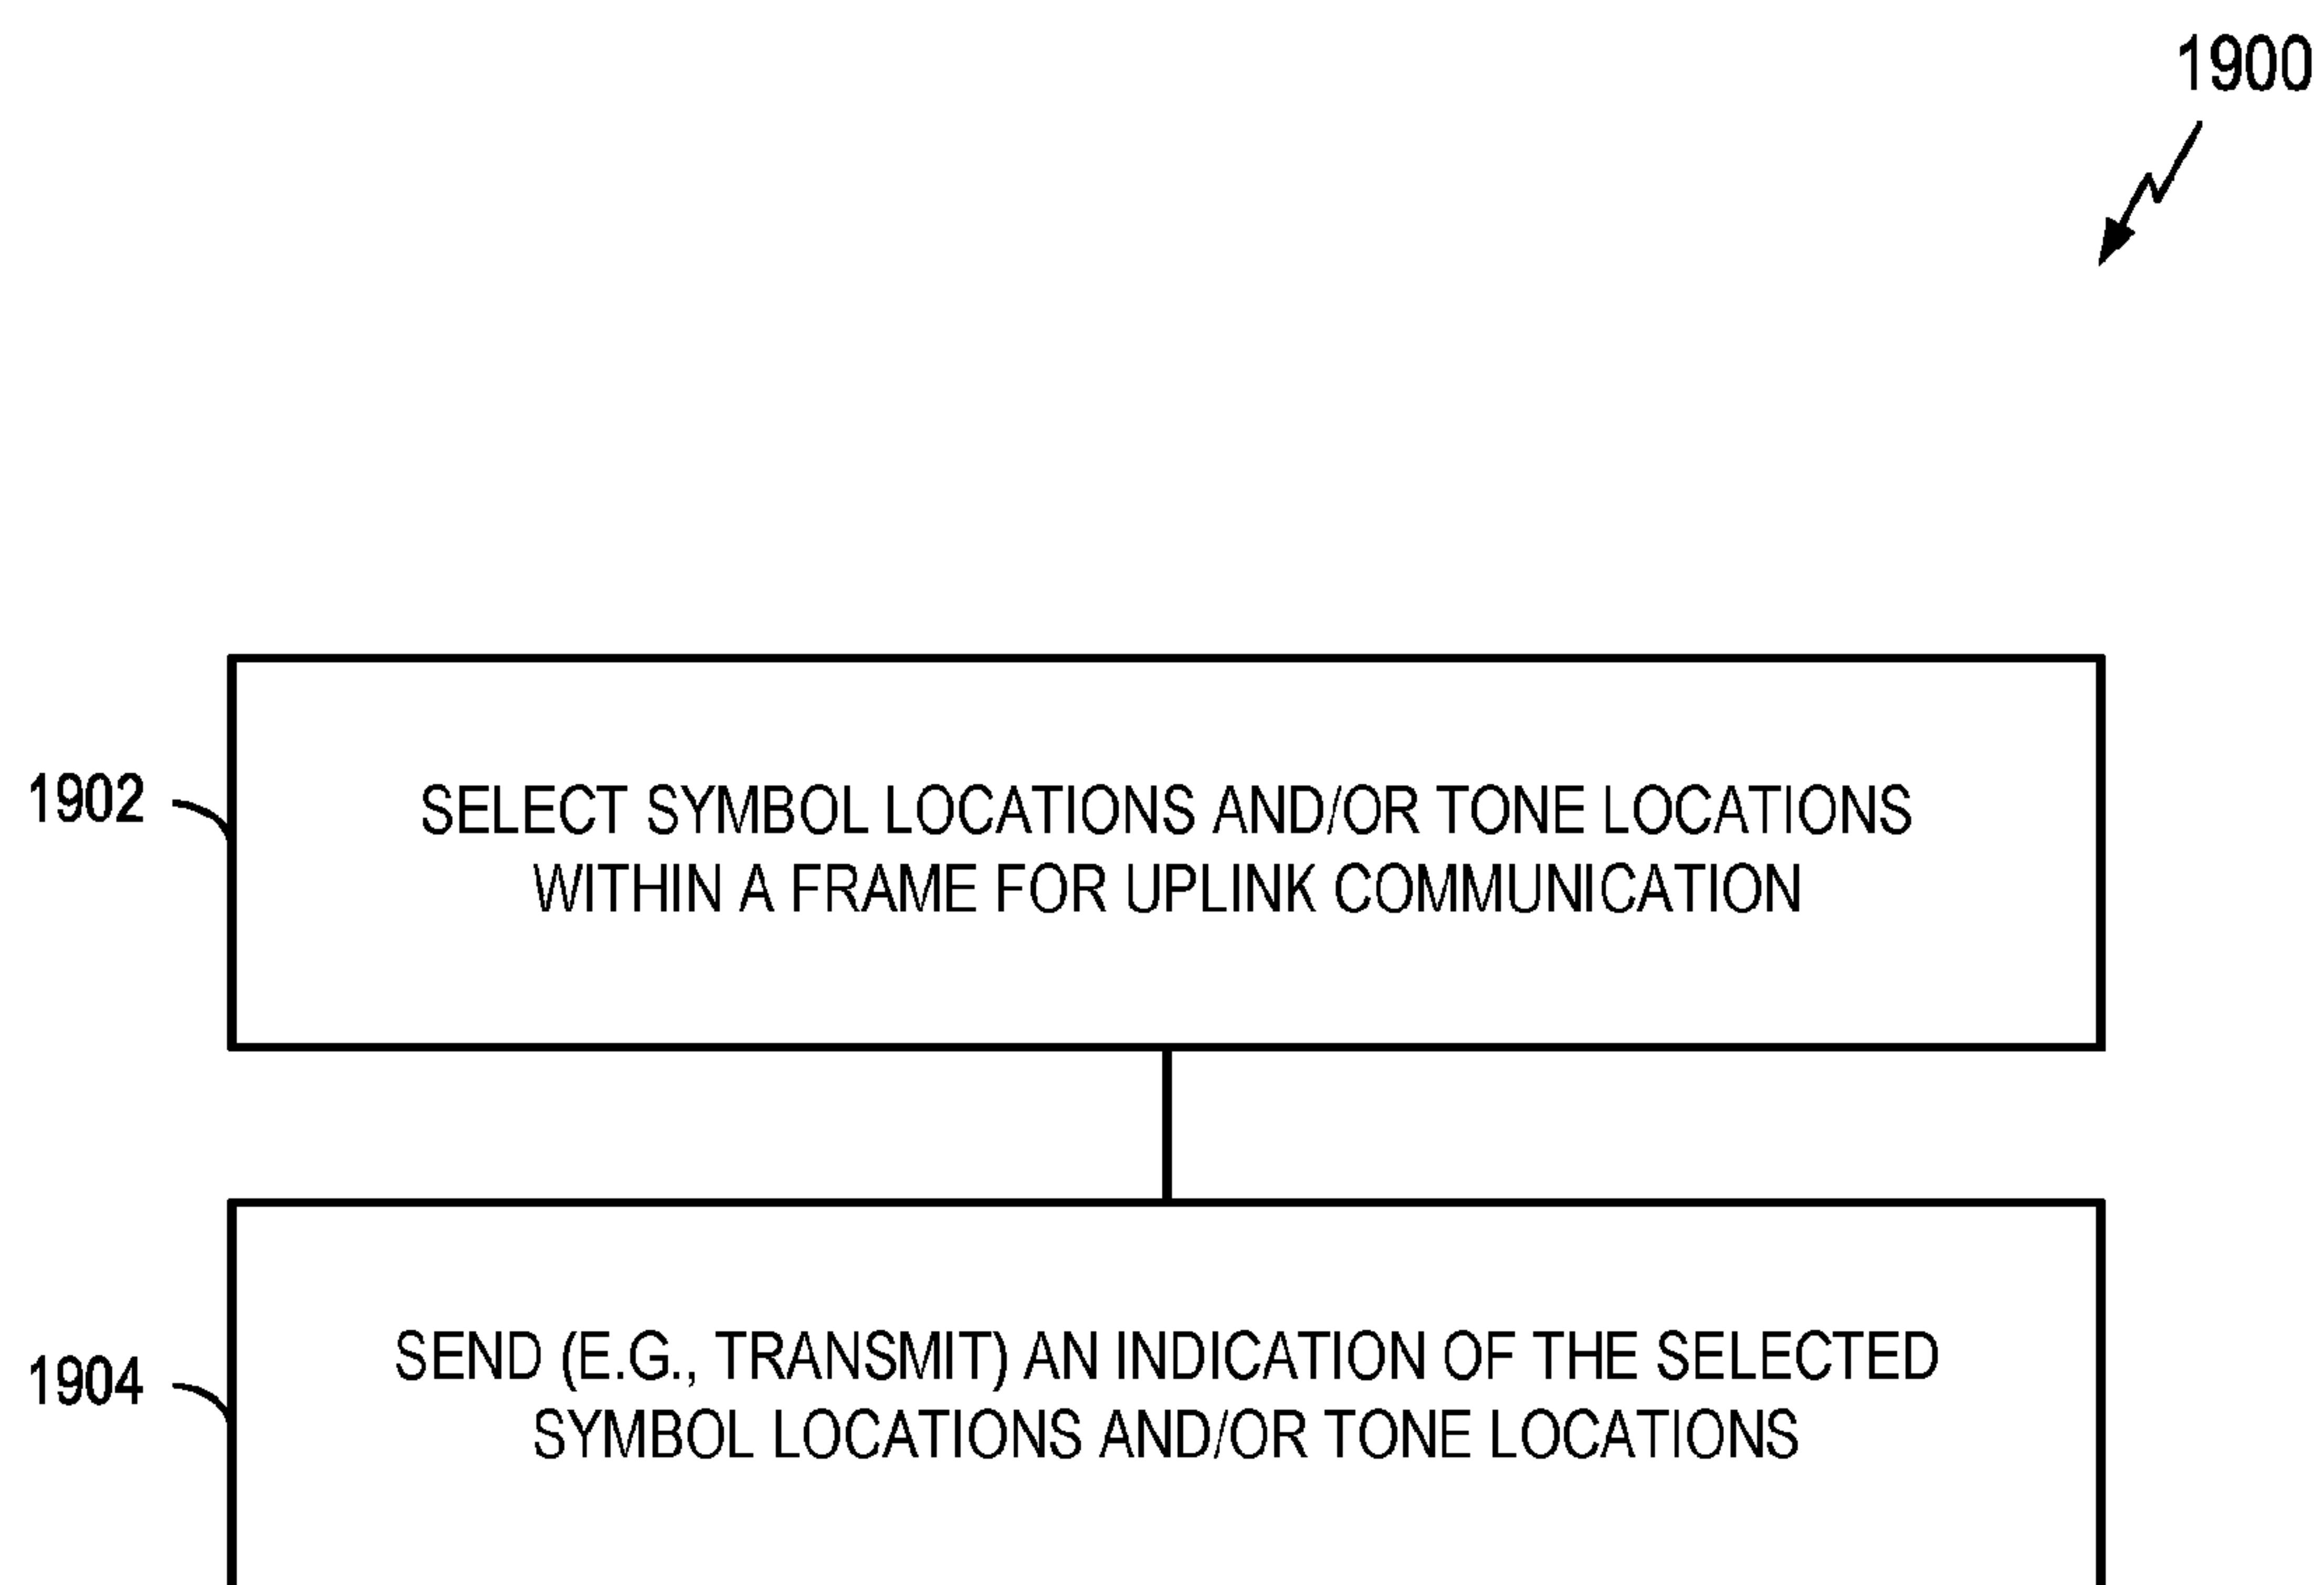 1900
1902
SELECT SYMBOL LOCATIONS AND/OR TONE LOCATIONS
WITHIN A FRAME FOR UPLINK COMMUNICATION
1904
SEND (E.G., TRANSMIT) AN INDICATION OF THE SELECTED
SYMBOL LOCATIONS AND/OR TONE LOCATIONS